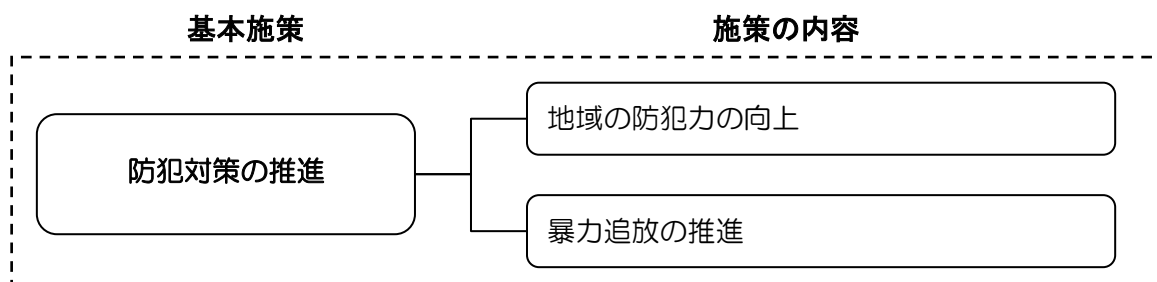 基本施策
施策の内容
防犯対策の推進
地域の防犯力の向上
暴力追放の推進